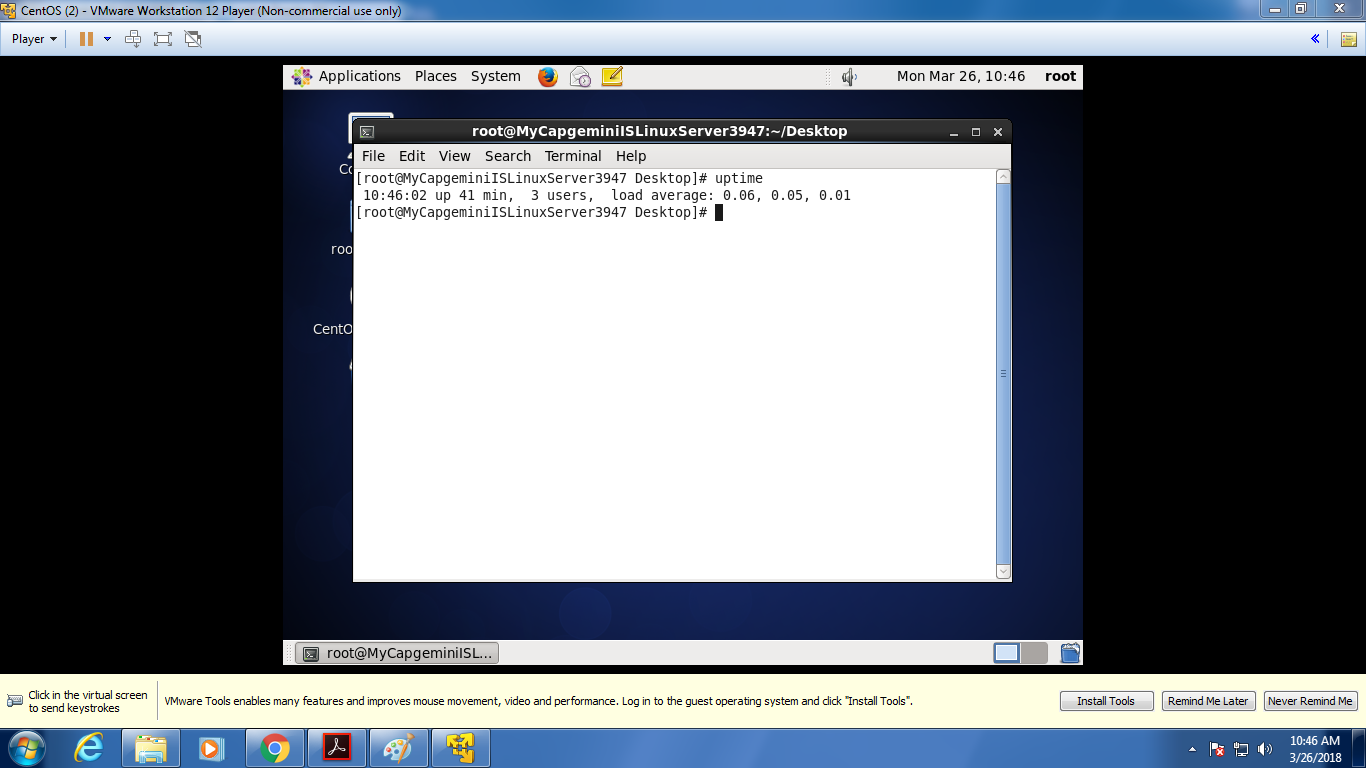 CentOS (2) - VMware Workstation 12 Player (Non-commercial use only)
Player
Applications Places System Mon Mar 26, 10:46 root
root@MyCapgeminiISLinuxServer3947:~/Desktop
File Edit View Search Terminal Help
[root@MyCapgeminiISLinuxServer3947 Desktop]# uptime
10:46:02 up 41 min,  3 users,  load average: 0.06, 0.05, 0.01
[root@MyCapgeminiISLinuxServer3947 Desktop]#
Co
roo
CentO
root@MyCapgeminiISL...
Click in the virtual screen
to send keystrokes
VMware Tools enables many features and improves mouse movement, video and performance. Log in to the guest operating system and click "Install Tools".
Install Tools Remind Me Later Never Remind Me
10:46 AM
3/26/2018